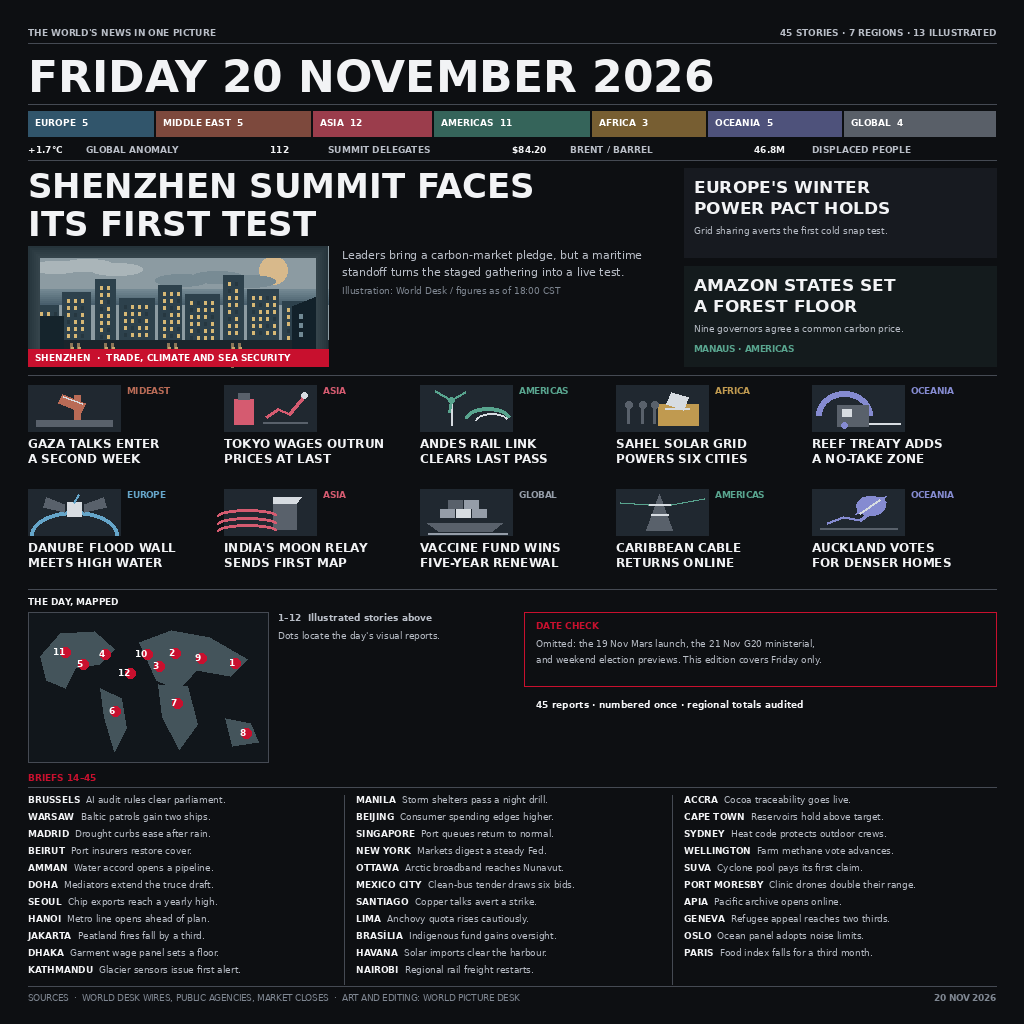 THE WORLD'S NEWS IN ONE PICTURE
45 STORIES · 7 REGIONS · 13 ILLUSTRATED
FRIDAY 20 NOVEMBER 2026
EUROPE 5
MIDDLE EAST 5
ASIA 12
AMERICAS 11
AFRICA 3
OCEANIA 5
GLOBAL 4
+1.7°C GLOBAL ANOMALY
112 SUMMIT DELEGATES
$84.20 BRENT / BARREL
46.8M DISPLACED PEOPLE
SHENZHEN SUMMIT FACES
ITS FIRST TEST
Leaders bring a carbon-market pledge, but a maritime
standoff turns the staged gathering into a live test.
Illustration: World Desk / figures as of 18:00 CST
SHENZHEN · TRADE, CLIMATE AND SEA SECURITY
EUROPE'S WINTER
POWER PACT HOLDS
Grid sharing averts the first cold snap test.
AMAZON STATES SET
A FOREST FLOOR
Nine governors agree a common carbon price.
MANAUS · AMERICAS
MIDEAST
GAZA TALKS ENTER
A SECOND WEEK
ASIA
TOKYO WAGES OUTRUN
PRICES AT LAST
AMERICAS
ANDES RAIL LINK
CLEARS LAST PASS
AFRICA
SAHEL SOLAR GRID
POWERS SIX CITIES
OCEANIA
REEF TREATY ADDS
A NO-TAKE ZONE
EUROPE
DANUBE FLOOD WALL
MEETS HIGH WATER
ASIA
INDIA'S MOON RELAY
SENDS FIRST MAP
GLOBAL
VACCINE FUND WINS
FIVE-YEAR RENEWAL
AMERICAS
CARIBBEAN CABLE
RETURNS ONLINE
OCEANIA
AUCKLAND VOTES
FOR DENSER HOMES
THE DAY, MAPPED
11
5
4
12
10
3
2
9
1
6
7
8
1–12 Illustrated stories above
Dots locate the day's visual reports.
DATE CHECK
Omitted: the 19 Nov Mars launch, the 21 Nov G20 ministerial,
and weekend election previews. This edition covers Friday only.
45 reports · numbered once · regional totals audited
BRIEFS 14–45
BRUSSELS AI audit rules clear parliament.
WARSAW Baltic patrols gain two ships.
MADRID Drought curbs ease after rain.
BEIRUT Port insurers restore cover.
AMMAN Water accord opens a pipeline.
DOHA Mediators extend the truce draft.
SEOUL Chip exports reach a yearly high.
HANOI Metro line opens ahead of plan.
JAKARTA Peatland fires fall by a third.
DHAKA Garment wage panel sets a floor.
KATHMANDU Glacier sensors issue first alert.
MANILA Storm shelters pass a night drill.
BEIJING Consumer spending edges higher.
SINGAPORE Port queues return to normal.
NEW YORK Markets digest a steady Fed.
OTTAWA Arctic broadband reaches Nunavut.
MEXICO CITY Clean-bus tender draws six bids.
SANTIAGO Copper talks avert a strike.
LIMA Anchovy quota rises cautiously.
BRASÍLIA Indigenous fund gains oversight.
HAVANA Solar imports clear the harbour.
NAIROBI Regional rail freight restarts.
ACCRA Cocoa traceability goes live.
CAPE TOWN Reservoirs hold above target.
SYDNEY Heat code protects outdoor crews.
WELLINGTON Farm methane vote advances.
SUVA Cyclone pool pays its first claim.
PORT MORESBY Clinic drones double their range.
APIA Pacific archive opens online.
GENEVA Refugee appeal reaches two thirds.
OSLO Ocean panel adopts noise limits.
PARIS Food index falls for a third month.
SOURCES · WORLD DESK WIRES, PUBLIC AGENCIES, MARKET CLOSES · ART AND EDITING: WORLD PICTURE DESK
20 NOV 2026